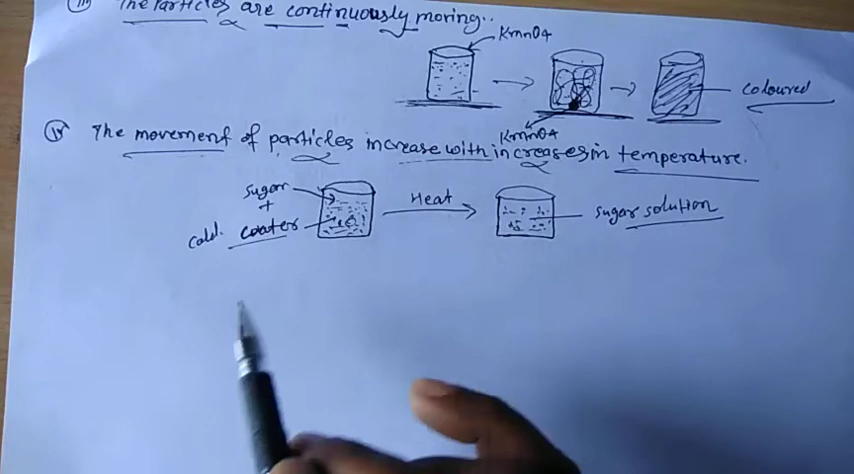 (iii) The Particles are continuously moving..
KmnO4
coloured
KmnO4
(iv) The movement of particles increase with increases in temperature.
Sugar
+
cold. water
Heat
Sugar solution